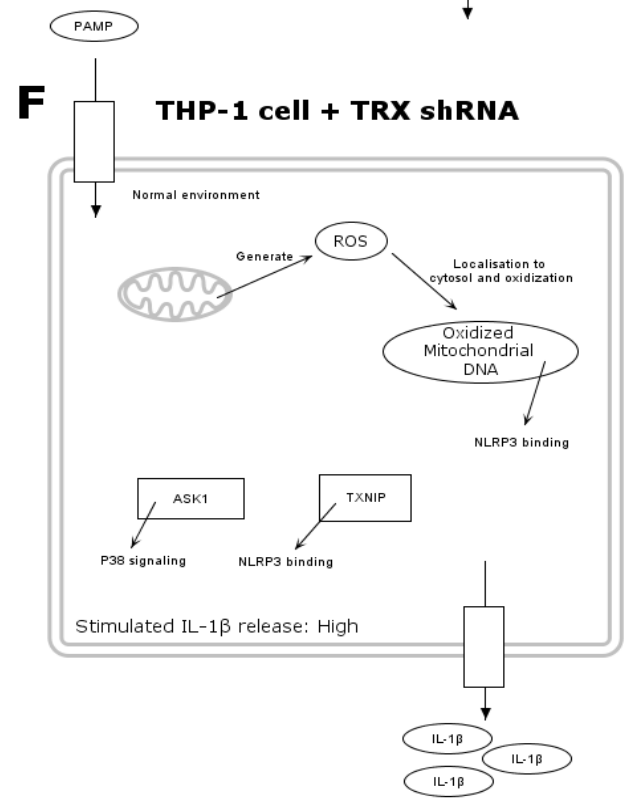 PAMP
F
THP-1 cell + TRX shRNA
Normal environment
ROS
Generate
Localisation to
cytosol and oxidization
Oxidized
Mitochondrial
DNA
NLRP3 binding
ASK1
TXNIP
P38 signaling
NLRP3 binding
Stimulated IL-1β release: High
IL-1β
IL-1β
IL-1β